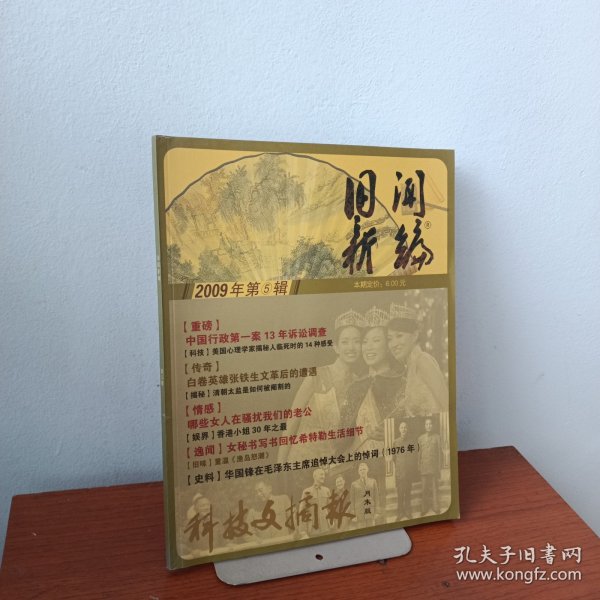 旧闻
新编
®
本期定价：6.00元
2009年第5辑
【重磅】
中国行政第一案13年诉讼调查
【科技】美国心理学家揭秘人临死时的14种感受
【传奇】
白卷英雄张铁生文革后的遭遇
【揭秘】清朝太监是如何被阉割的
【情感】
哪些女人在骚扰我们的老公
【娱界】香港小姐30年之最
【逸闻】女秘书写书回忆希特勒生活细节
【旧味】重温《渔岛怒潮》
【史料】华国锋在毛泽东主席追悼大会上的悼词（1976年）
科技文摘報
月末版
孔夫子旧书网
www.kongfz.com